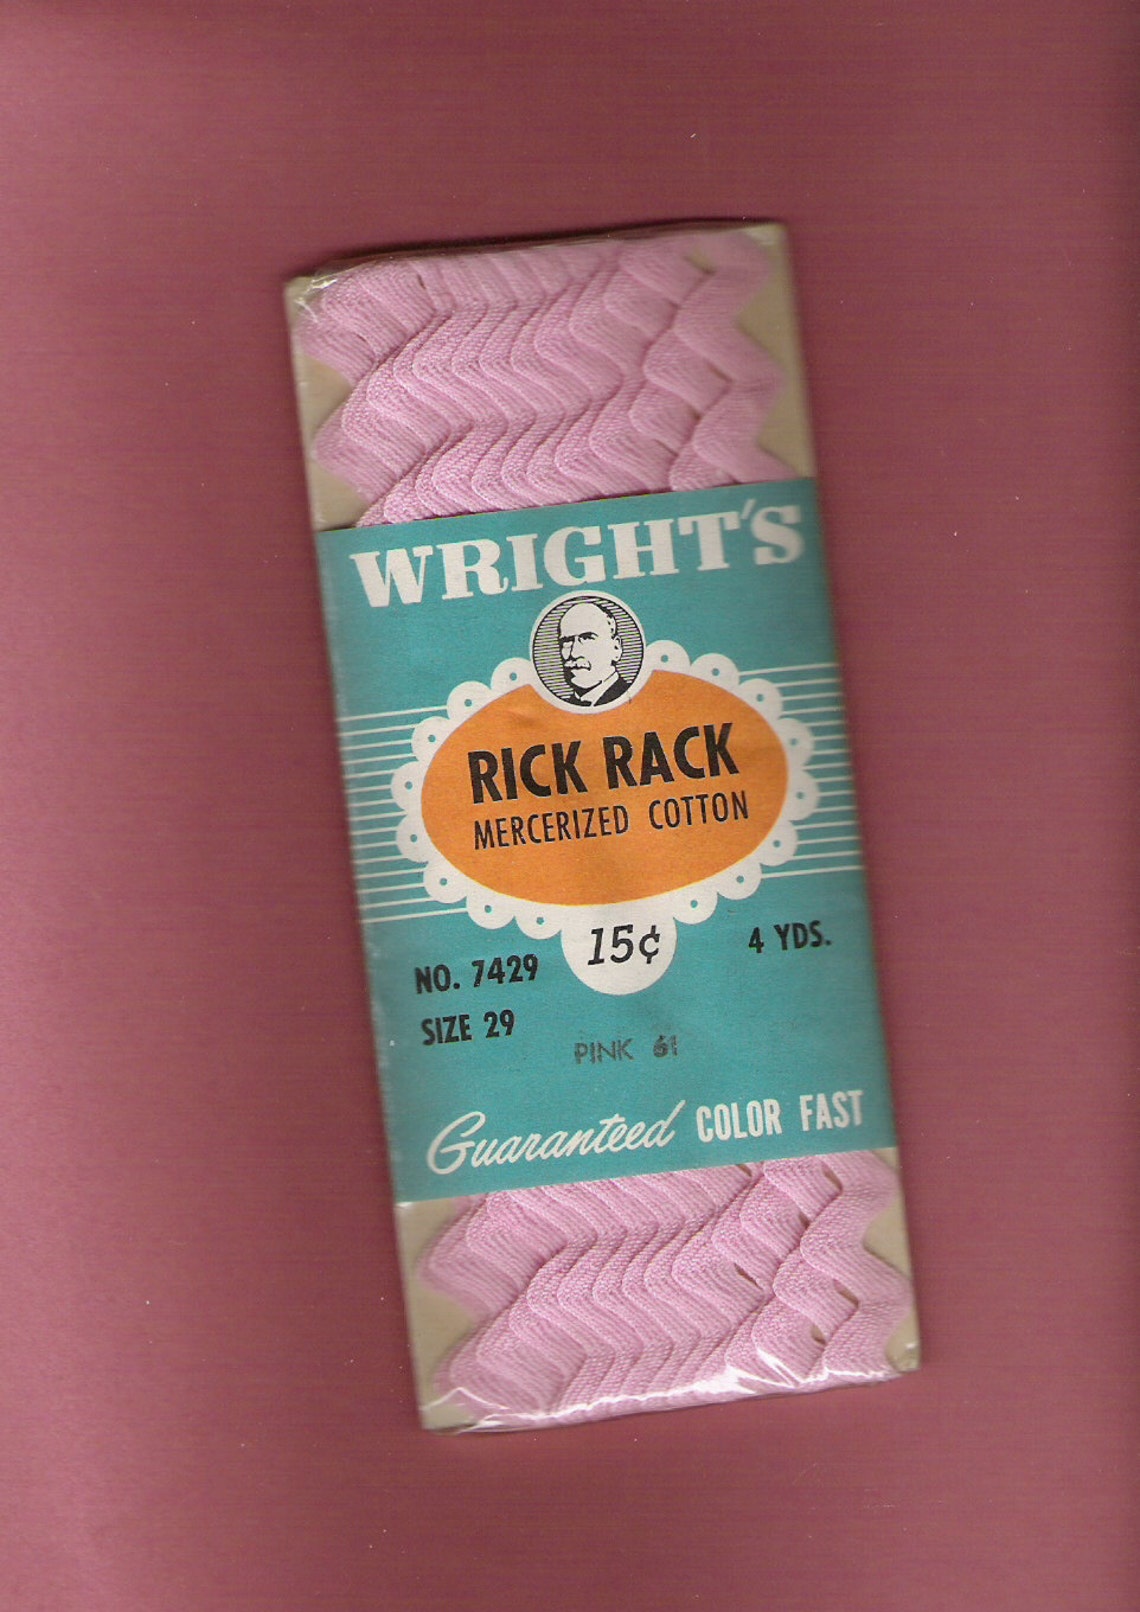 WRIGHT'S
RICK RACK
MERCERIZED COTTON
15¢
NO. 7429
4 YDS.
SIZE 29
PINK 61
Guaranteed COLOR FAST